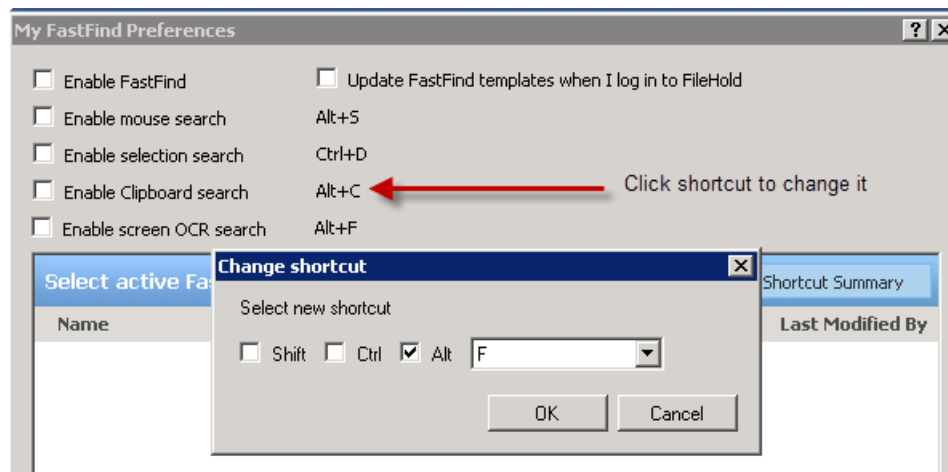 My FastFind Preferences
Enable FastFind Update FastFind templates when I log in to FileHold
Enable mouse search Alt+S
Enable selection search Ctrl+D
Enable Clipboard search Alt+C Click shortcut to change it
Enable screen OCR search Alt+F
Select active Fa Shortcut Summary
Name Last Modified By
Change shortcut
Select new shortcut
Shift Ctrl Alt F
OK Cancel